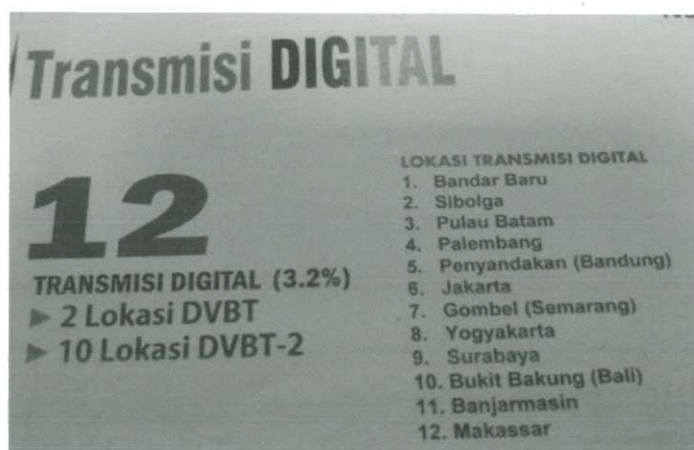 Transmisi DIGITAL
12
TRANSMISI DIGITAL (3.2%)
▶ 2 Lokasi DVBT
▶ 10 Lokasi DVBT-2
LOKASI TRANSMISI DIGITAL
1. Bandar Baru
2. Sibolga
3. Pulau Batam
4. Palembang
5. Penyandakan (Bandung)
6. Jakarta
7. Gombel (Semarang)
8. Yogyakarta
9. Surabaya
10. Bukit Bakung (Bali)
11. Banjarmasin
12. Makassar